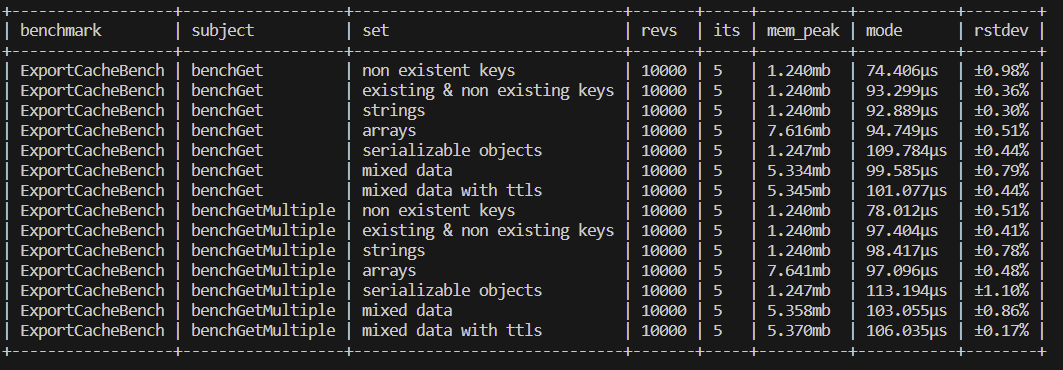 +------------------+------------------+------------------------------+-------+-----+----------+-----------+--------+
| benchmark | subject | set | revs | its | mem_peak | mode | rstdev |
+------------------+------------------+------------------------------+-------+-----+----------+-----------+--------+
| ExportCacheBench | benchGet | non existent keys | 10000 | 5 | 1.240mb | 74.406μs | ±0.98% |
| ExportCacheBench | benchGet | existing & non existing keys | 10000 | 5 | 1.240mb | 93.299μs | ±0.36% |
| ExportCacheBench | benchGet | strings | 10000 | 5 | 1.240mb | 92.889μs | ±0.30% |
| ExportCacheBench | benchGet | arrays | 10000 | 5 | 7.616mb | 94.749μs | ±0.51% |
| ExportCacheBench | benchGet | serializable objects | 10000 | 5 | 1.247mb | 109.784μs | ±0.44% |
| ExportCacheBench | benchGet | mixed data | 10000 | 5 | 5.334mb | 99.585μs | ±0.79% |
| ExportCacheBench | benchGet | mixed data with ttls | 10000 | 5 | 5.345mb | 101.077μs | ±0.44% |
| ExportCacheBench | benchGetMultiple | non existent keys | 10000 | 5 | 1.240mb | 78.012μs | ±0.51% |
| ExportCacheBench | benchGetMultiple | existing & non existing keys | 10000 | 5 | 1.240mb | 97.404μs | ±0.41% |
| ExportCacheBench | benchGetMultiple | strings | 10000 | 5 | 1.240mb | 98.417μs | ±0.78% |
| ExportCacheBench | benchGetMultiple | arrays | 10000 | 5 | 7.641mb | 97.096μs | ±0.48% |
| ExportCacheBench | benchGetMultiple | serializable objects | 10000 | 5 | 1.247mb | 113.194μs | ±1.10% |
| ExportCacheBench | benchGetMultiple | mixed data | 10000 | 5 | 5.358mb | 103.055μs | ±0.86% |
| ExportCacheBench | benchGetMultiple | mixed data with ttls | 10000 | 5 | 5.370mb | 106.035μs | ±0.17% |
+------------------+------------------+------------------------------+-------+-----+----------+-----------+--------+